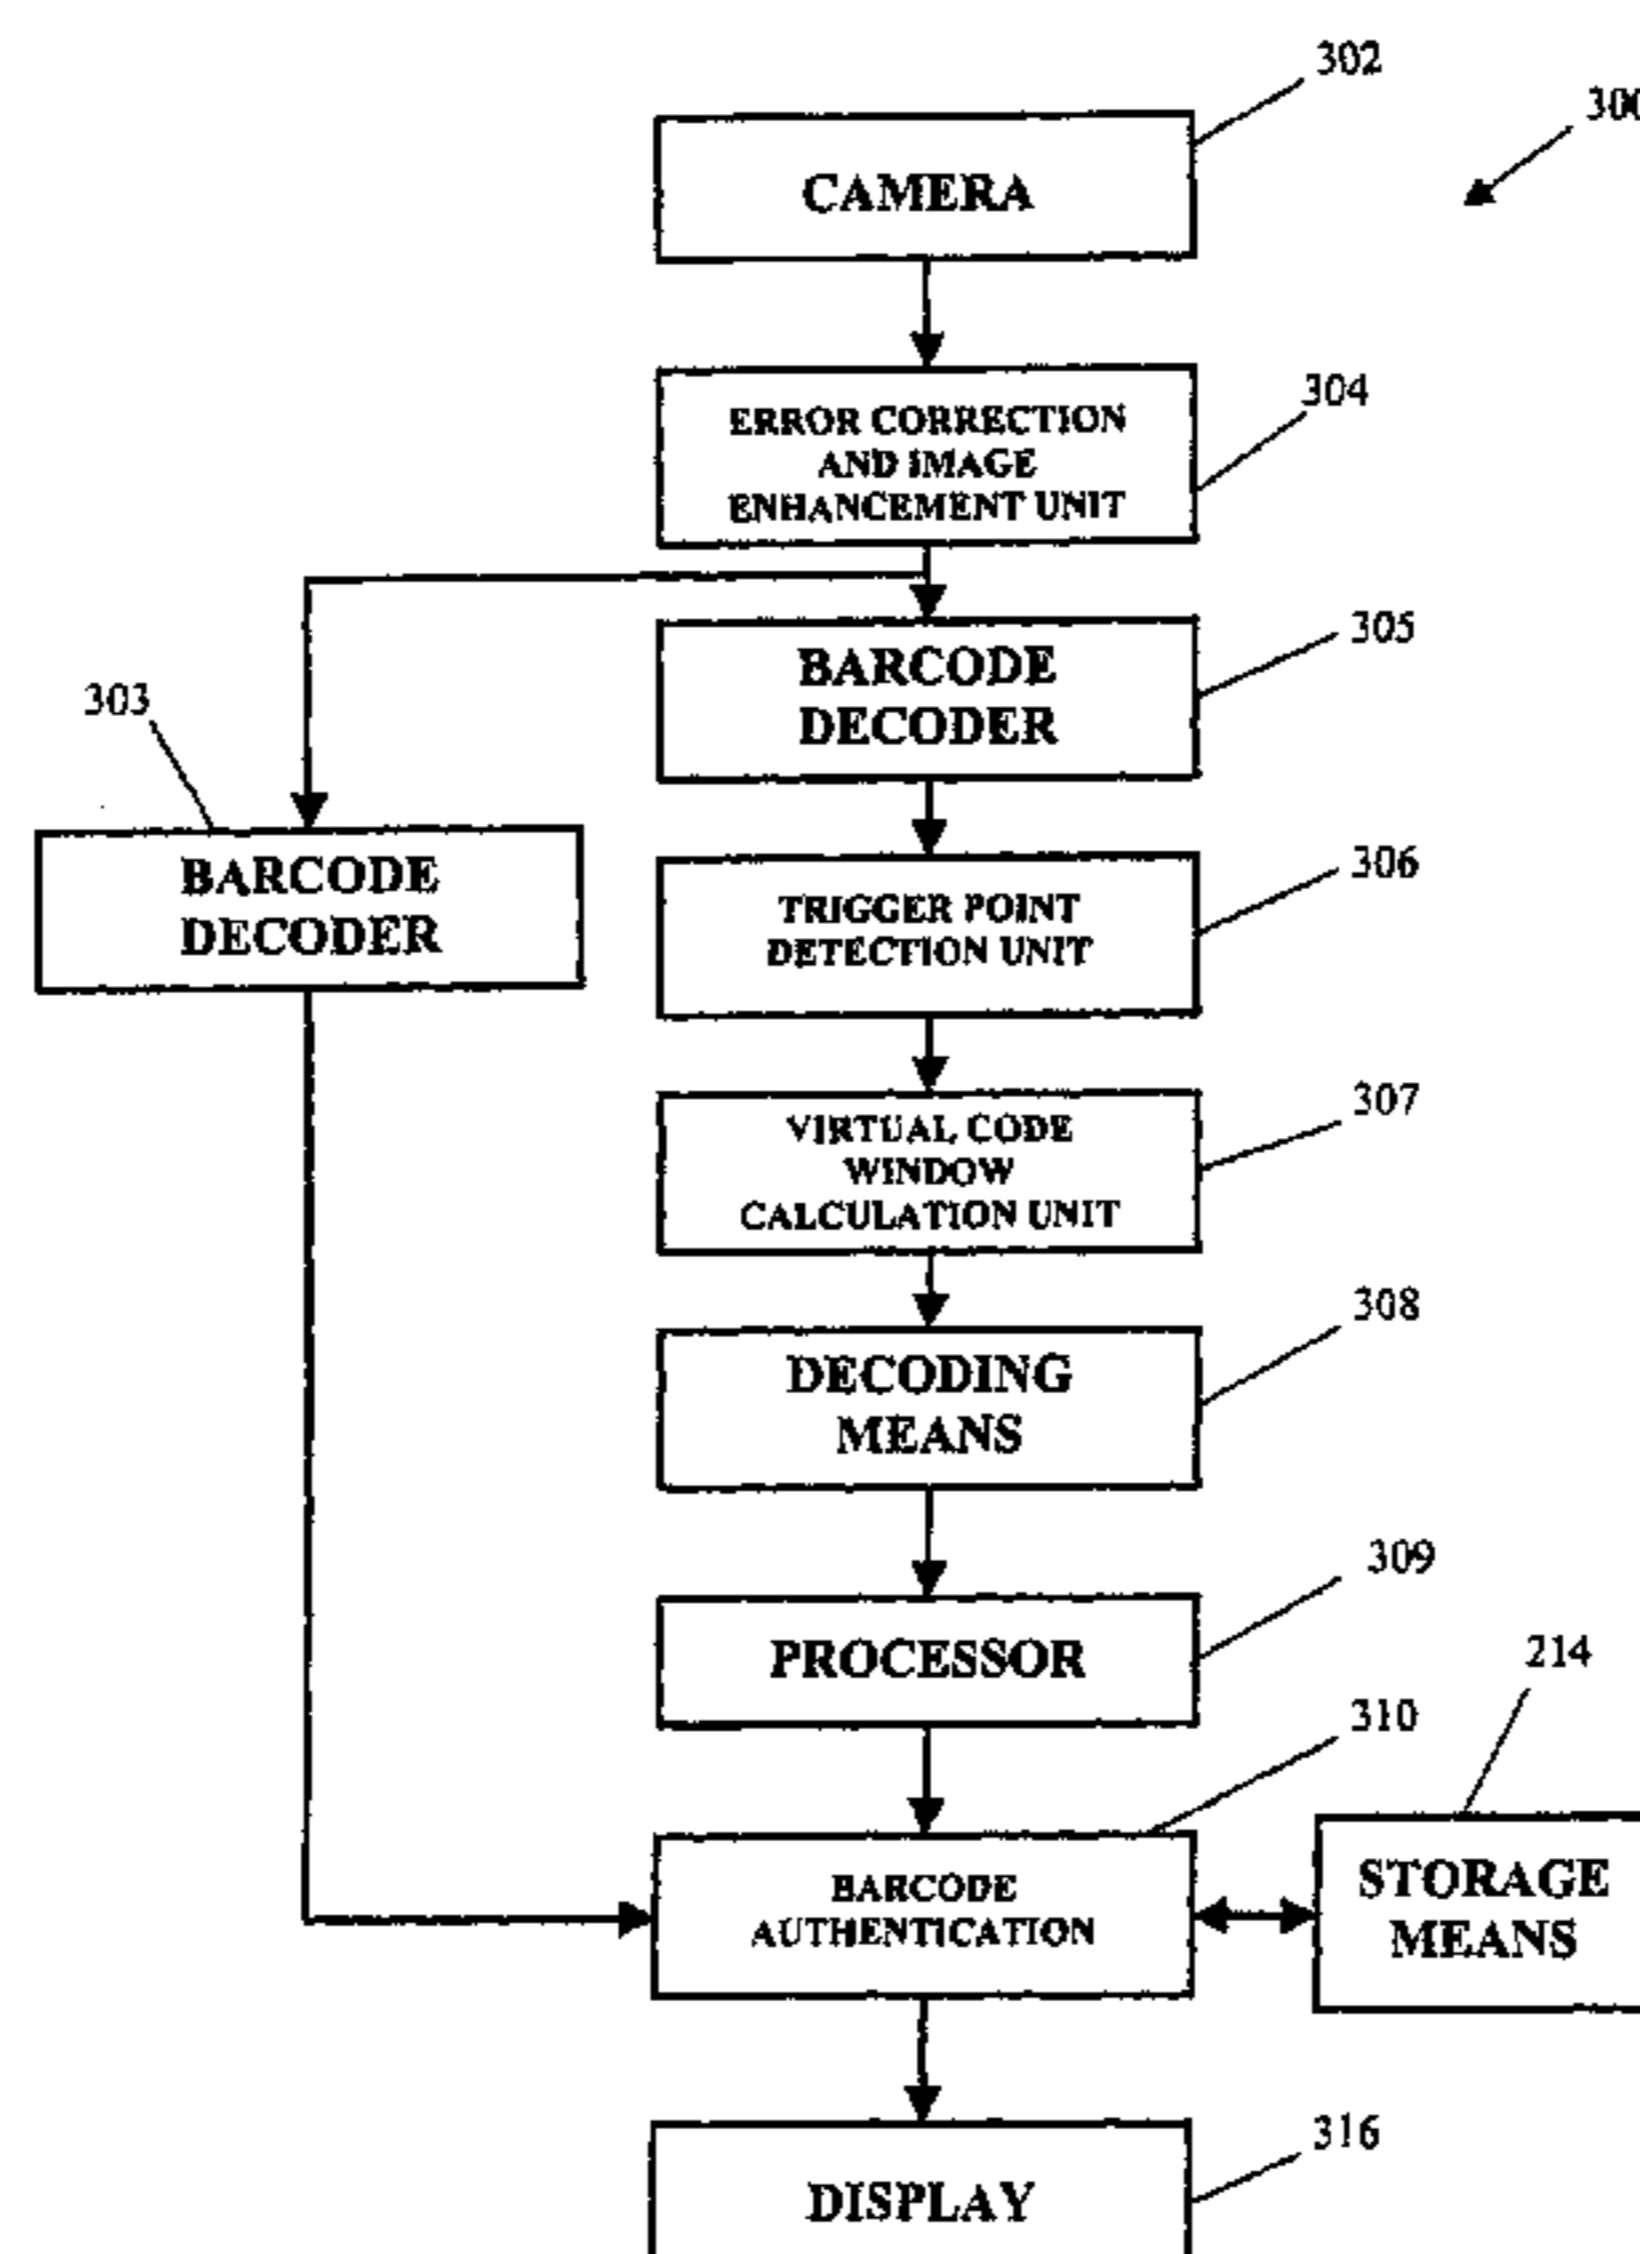 302
300
CAMERA
304
ERROR CORRECTION
AND IMAGE
ENHANCEMENT UNIT
305
BARCODE
DECODER
303
BARCODE
DECODER
306
TRIGGER POINT
DETECTION UNIT
307
VIRTUAL CODE
WINDOW
CALCULATION UNIT
308
DECODING
MEANS
309
PROCESSOR
214
310
STORAGE
MEANS
BARCODE
AUTHENTICATION
316
DISPLAY